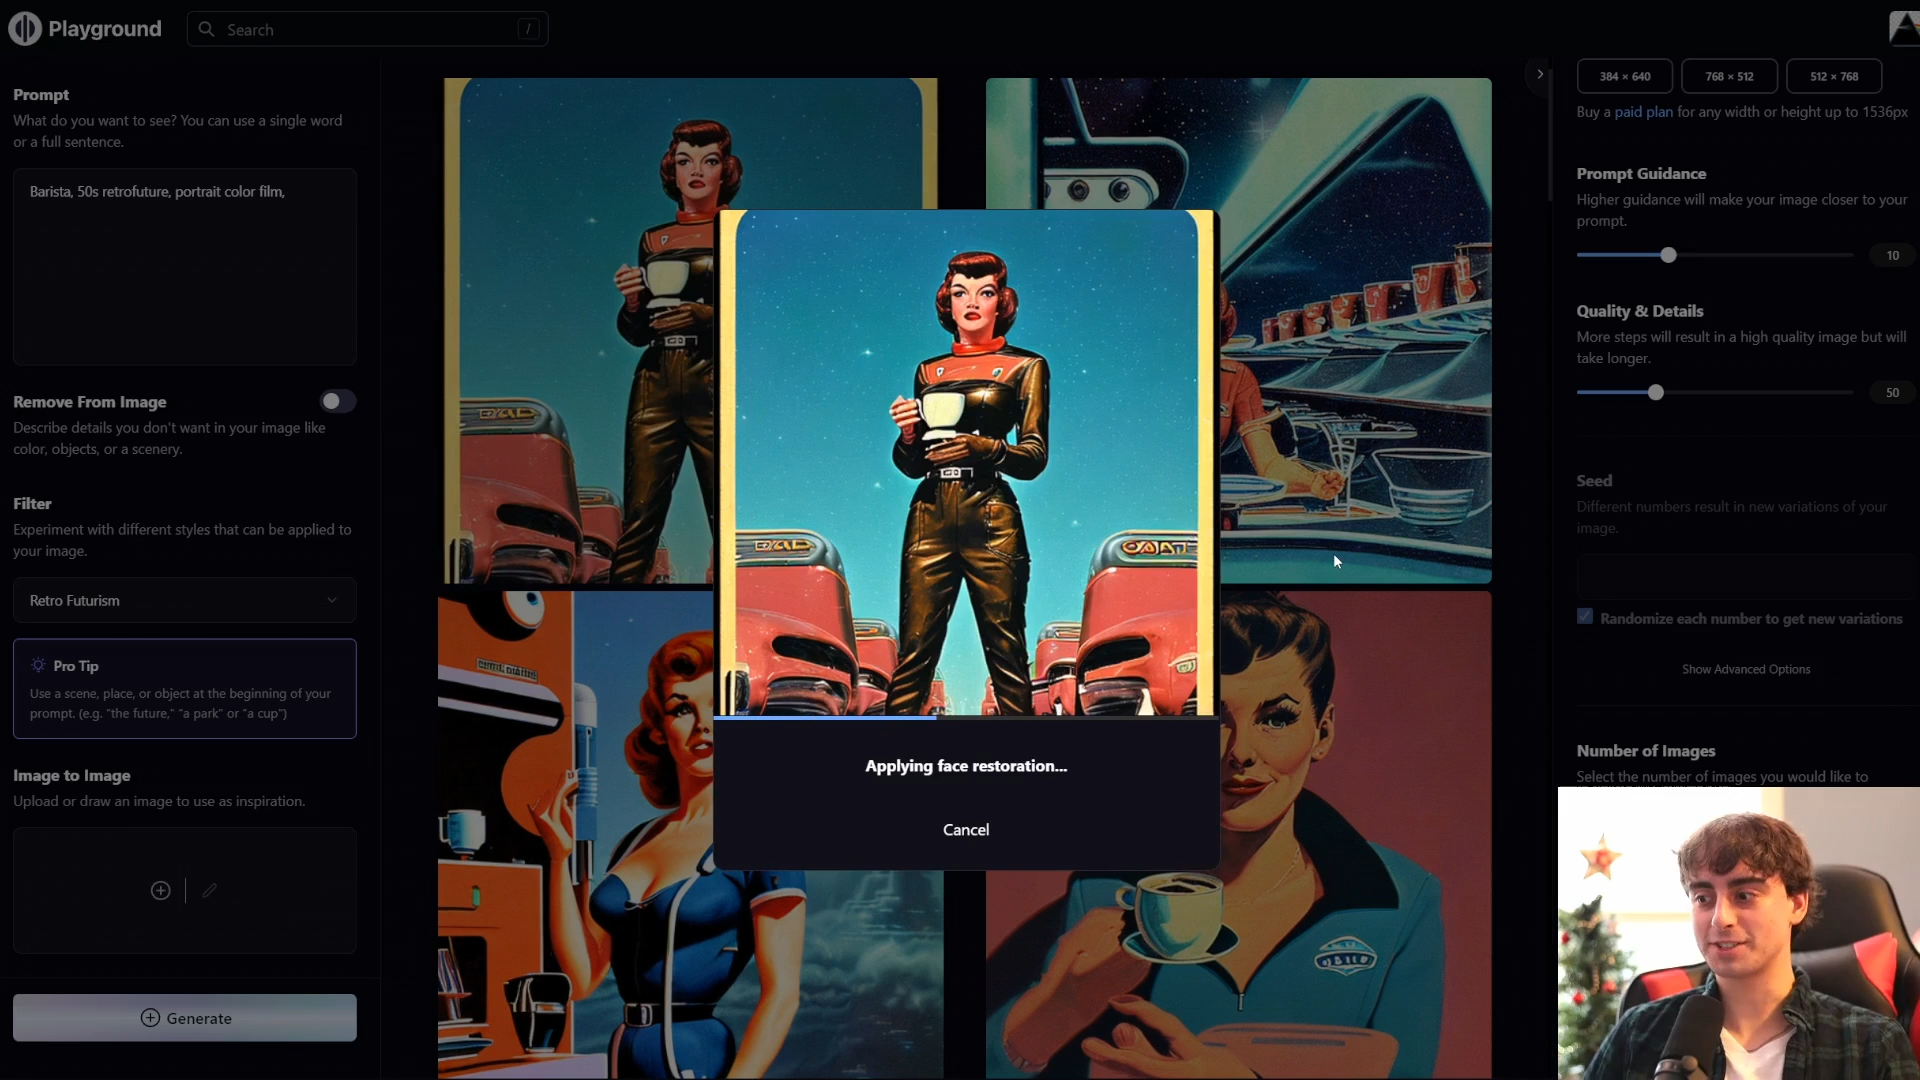 Playground
Search
/
Prompt
What do you want to see? You can use a single word
or a full sentence.
Barista, 50s retrofuture, portrait color film,
Remove From Image
Describe details you don't want in your image like
color, objects, or a scenery.
Filter
Experiment with different styles that can be applied to
your image.
Retro Futurism
Pro Tip
Use a scene, place, or object at the beginning of your
prompt. (e.g. "the future," "a park" or "a cup")
Image to Image
Upload or draw an image to use as inspiration.
Generate
Applying face restoration...
Cancel
384 × 640
768 × 512
512 × 768
Buy a paid plan for any width or height up to 1536px
Prompt Guidance
Higher guidance will make your image closer to your
prompt.
10
Quality & Details
More steps will result in a high quality image but will
take longer.
50
Seed
Different numbers result in new variations of your
image.
Randomize each number to get new variations
Show Advanced Options
Number of Images
Select the number of images you would like to